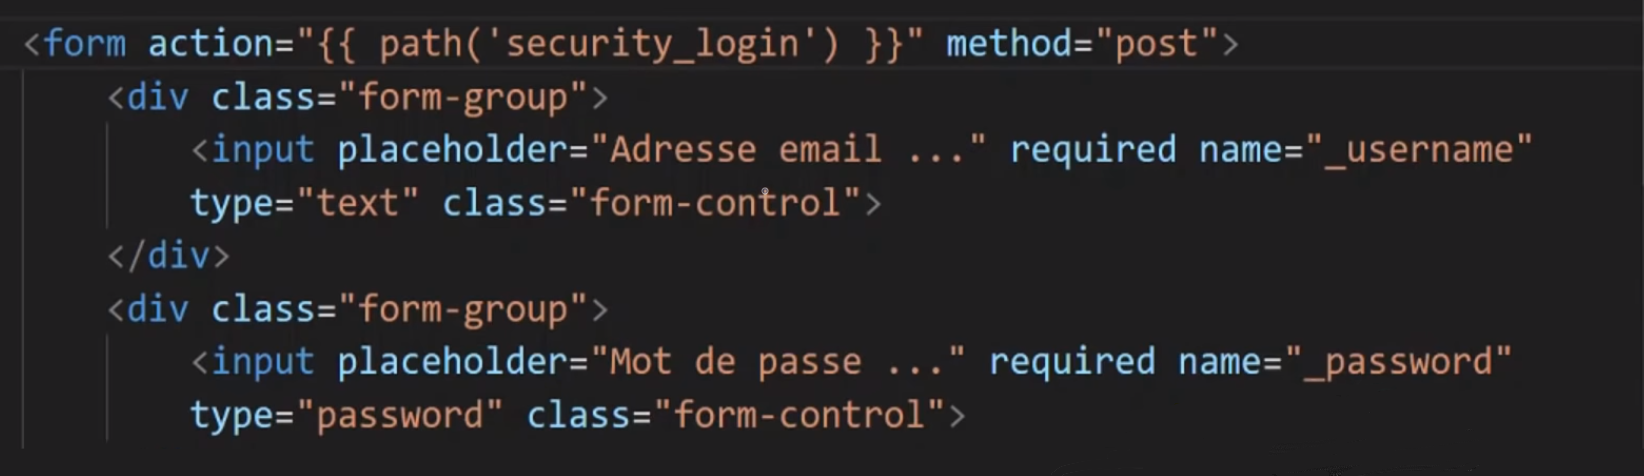 <form action="{{ path('security_login') }}" method="post">
<div class="form-group">
<input placeholder="Adresse email ..." required name="_username"
type="text" class="form-control">
</div>
<div class="form-group">
<input placeholder="Mot de passe ..." required name="_password"
type="password" class="form-control">